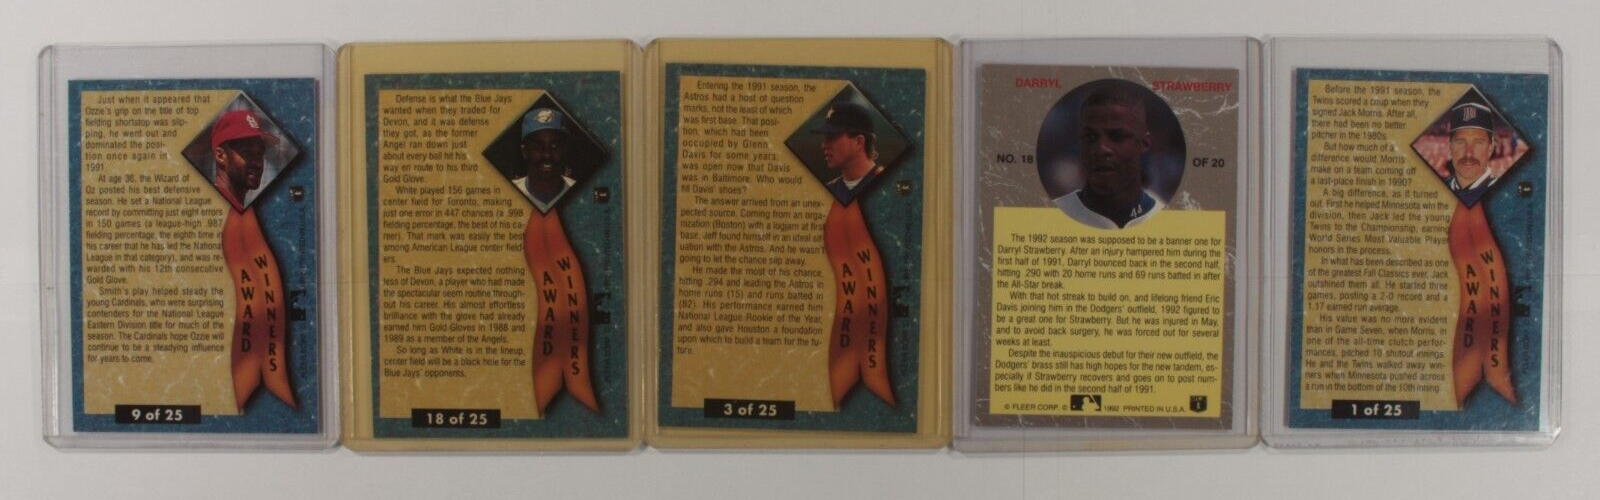 Just when it appeared that
Ozzie's grip on the title of top
fielding shortstop was slip-
ping, he went out and
dominated the posi-
tion once again in
1991.
At age 36, the Wizard of
Oz posted his best defensive
season. He set a National League
record by committing just eight errors
in 150 games (a league-high .987
fielding percentage, the eighth time in
his career that he has led the National
League in that category), and was re-
warded with his 12th consecutive
Gold Glove.
Smith's play helped steady the
young Cardinals, who were surprising
contenders for the National League
Eastern Division title for much of the
season. The Cardinals hope Ozzie will
continue to be a steadying influence
for years to come.
AWARD
WINNERS
9 of 25
Defense is what the Blue Jays
wanted when they traded for
Devon, and it was defense
they got, as the former
Angel ran down just
about every ball hit his
way en route to his third
Gold Glove.
White played 156 games in
center field for Toronto, making
just one error in 447 chances (a .998
fielding percentage, the best of his ca-
reer). That mark was easily the best
among American League center field-
ers.
The Blue Jays expected nothing
less of Devon, a player who had made
the spectacular seem routine through-
out his career. His almost effortless
brilliance with the glove had already
earned him Gold Gloves in 1988 and
1989 as a member of the Angels.
So long as White is in the lineup,
center field will be a black hole for the
Blue Jays' opponents.
AWARD
WINNERS
18 of 25
Entering the 1991 season, the
Astros had a host of question
marks, not the least of which
was first base. That posi-
tion, which had been
occupied by Glenn
Davis for some years,
was open now that Davis
was in Baltimore. Who would
fill Davis' shoes?
The answer arrived from an unex-
pected source. Coming from an orga-
nization (Boston) with a logjam at first
base, Jeff found himself in an ideal sit-
uation with the Astros. And he wasn't
going to let the chance slip away.
He made the most of his chance,
hitting .294 and leading the Astros in
home runs (15) and runs batted in
(82). His performance earned him
National League Rookie of the Year,
and also gave Houston a foundation
upon which to build a team for the fu-
ture.
AWARD
WINNERS
3 of 25
DARRYL STRAWBERRY
NO. 18 OF 20
44
The 1992 season was supposed to be a banner one for
Darryl Strawberry. After an injury hampered him during the
first half of 1991, Darryl bounced back in the second half,
hitting .290 with 20 home runs and 69 runs batted in after
the All-Star break.
With that hot streak to build on, and lifelong friend Eric
Davis joining him in the Dodgers' outfield, 1992 figured to
be a great one for Strawberry. But he was injured in May,
and to avoid back surgery, he was forced out for several
weeks at least.
Despite the inauspicious debut for their new outfield, the
Dodgers' brass still has high hopes for the new tandem, es-
pecially if Strawberry recovers and goes on to post num-
bers like he did in the second half of 1991.
© FLEER CORP. 1992 PRINTED IN U.S.A.
Before the 1991 season, the
Twins scored a coup when they
signed Jack Morris. After all,
there had been no better
pitcher in the 1980s.
But how much of a
difference would Morris
make on a team coming off
a last-place finish in 1990?
A big difference, as it turned
out. First he helped Minnesota win the
division, then Jack led the young
Twins to the Championship, earning
World Series Most Valuable Player
honors in the process.
In what has been described as one
of the greatest Fall Classics ever, Jack
outshined them all. He started three
games, posting a 2-0 record and a
1.17 earned run average.
His value was no more evident
than in Game Seven, when Morris, in
one of the all-time clutch perfor-
mances, pitched 10 shutout innings.
He and the Twins walked away win-
ners when Minnesota pushed across
a run in the bottom of the 10th inning.
AWARD
WINNERS
1 of 25